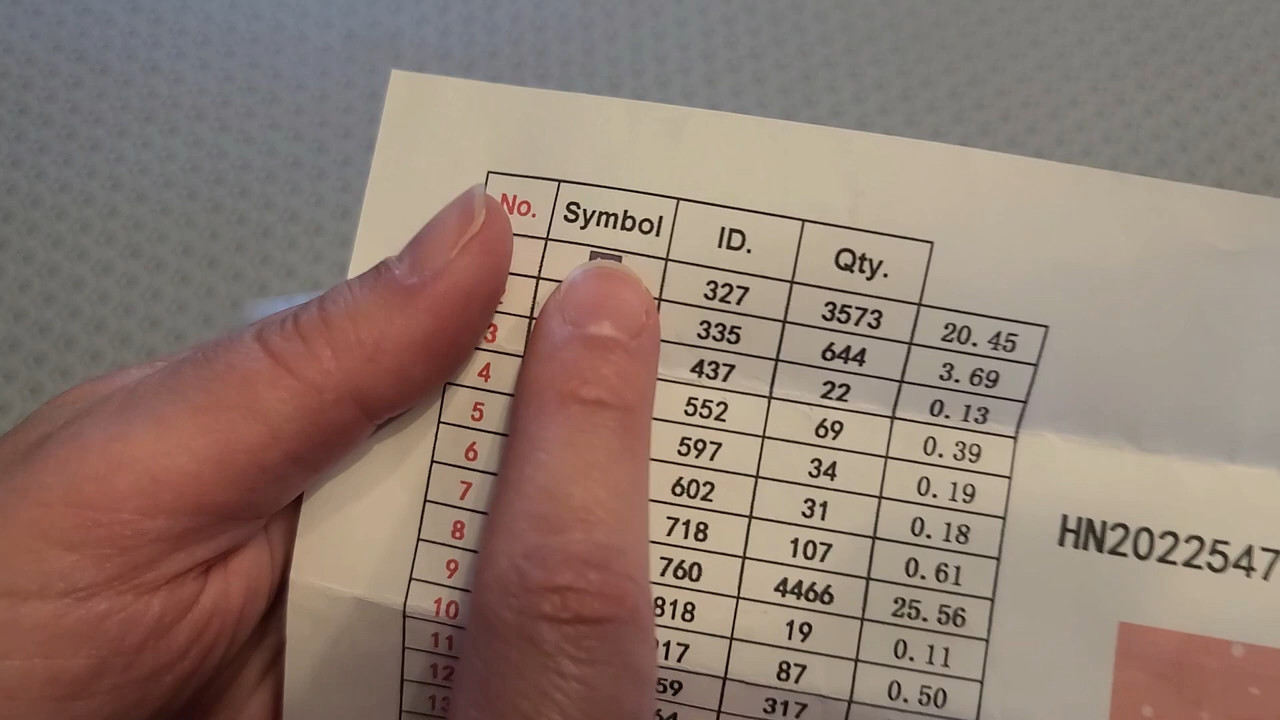 No. Symbol ID. Qty.
327 3573 20.45
335 644 3.69
3 437 22 0.13
4 552 69 0.39
5 597 34 0.19
6 602 31 0.18
7 718 107 0.61
8 760 4466 25.56
HN2022547
9 818 19 0.11
10 87 0.50
11 317
12
13